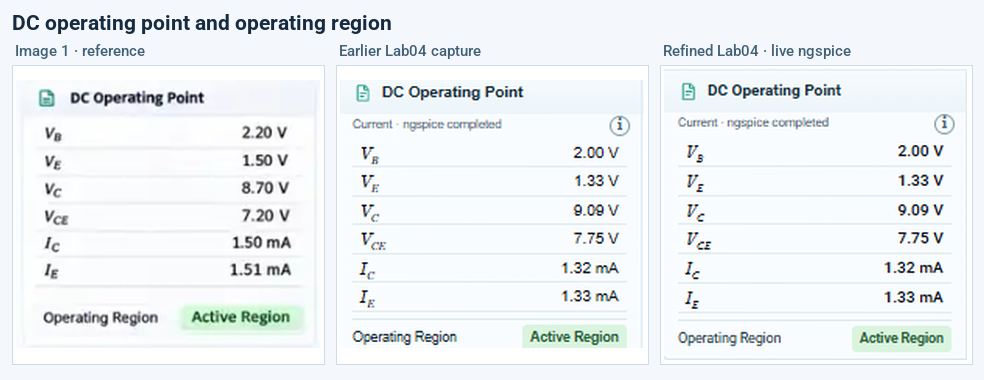 DC operating point and operating region
Image 1 · reference
DC Operating Point
VB 2.20 V
VE 1.50 V
VC 8.70 V
VCE 7.20 V
IC 1.50 mA
IE 1.51 mA
Operating Region Active Region
Earlier Lab04 capture
DC Operating Point
Current · ngspice completed
VB 2.00 V
VE 1.33 V
VC 9.09 V
VCE 7.75 V
IC 1.32 mA
IE 1.33 mA
Operating Region Active Region
Refined Lab04 · live ngspice
DC Operating Point
Current · ngspice completed
VB 2.00 V
VE 1.33 V
VC 9.09 V
VCE 7.75 V
IC 1.32 mA
IE 1.33 mA
Operating Region Active Region